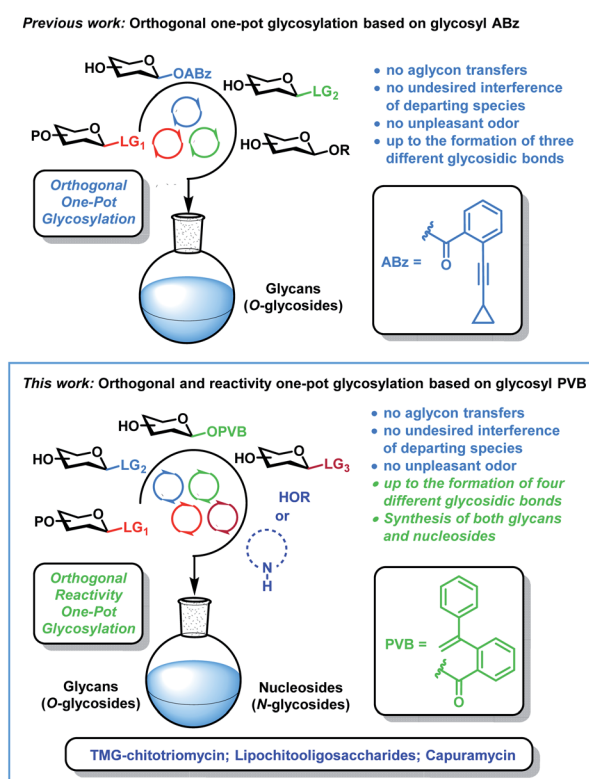 Previous work: Orthogonal one-pot glycosylation based on glycosyl ABz
HO
OABz
HO
LG2
PO
LG1
HO
OR
• no aglycon transfers
• no undesired interference
of departing species
• no unpleasant odor
• up to the formation of three
different glycosidic bonds
Orthogonal
One-Pot
Glycosylation
Glycans
(O-glycosides)
ABz =
O
This work: Orthogonal and reactivity one-pot glycosylation based on glycosyl PVB
HO
OPVB
HO
LG2
HO
LG3
PO
LG1
HOR
or
N
H
• no aglycon transfers
• no undesired interference
of departing species
• no unpleasant odor
• up to the formation of four
different glycosidic bonds
• Synthesis of both glycans
and nucleosides
Orthogonal
Reactivity
One-Pot
Glycosylation
Glycans
(O-glycosides)
Nucleosides
(N-glycosides)
PVB =
O
TMG-chitotriomycin; Lipochitooligosaccharides; Capuramycin